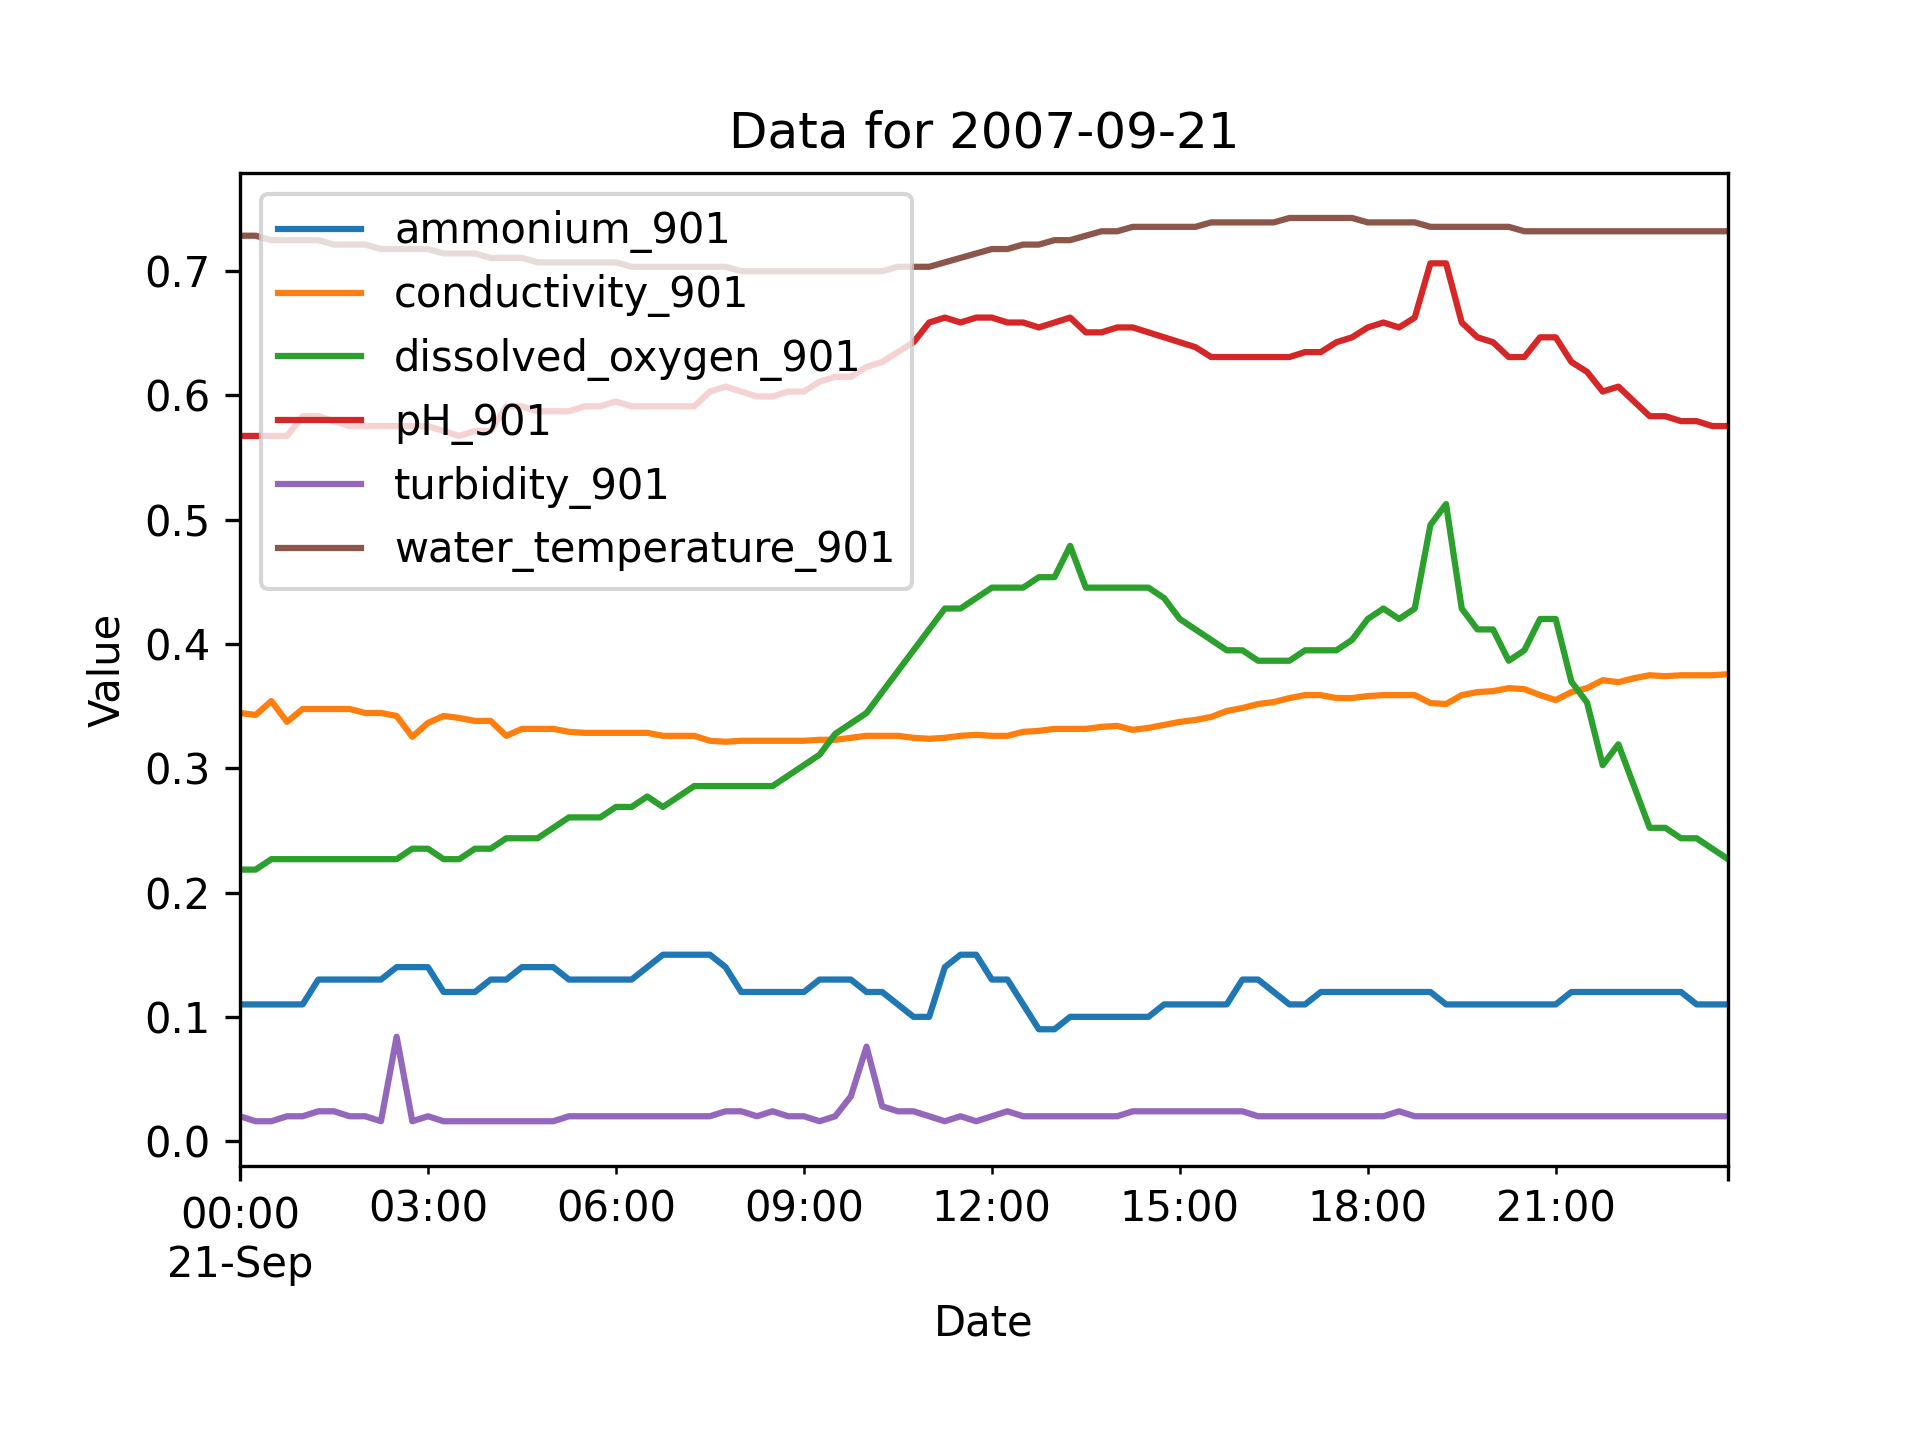 Data for 2007-09-21
ammonium_901
conductivity_901
dissolved_oxygen_901
pH_901
turbidity_901
water_temperature_901
0.7
0.6
0.5
0.4
0.3
0.2
0.1
0.0
Value
00:00 03:00 06:00 09:00 12:00 15:00 18:00 21:00
21-Sep
Date